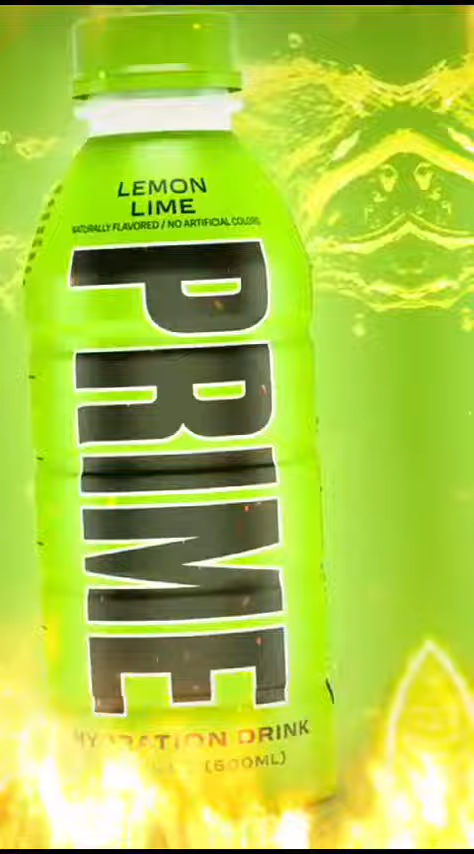 LEMON
LIME
NATURALLY FLAVORED / NO ARTIFICIAL COLORS
PRIME
HYDRATION DRINK
(500ML)